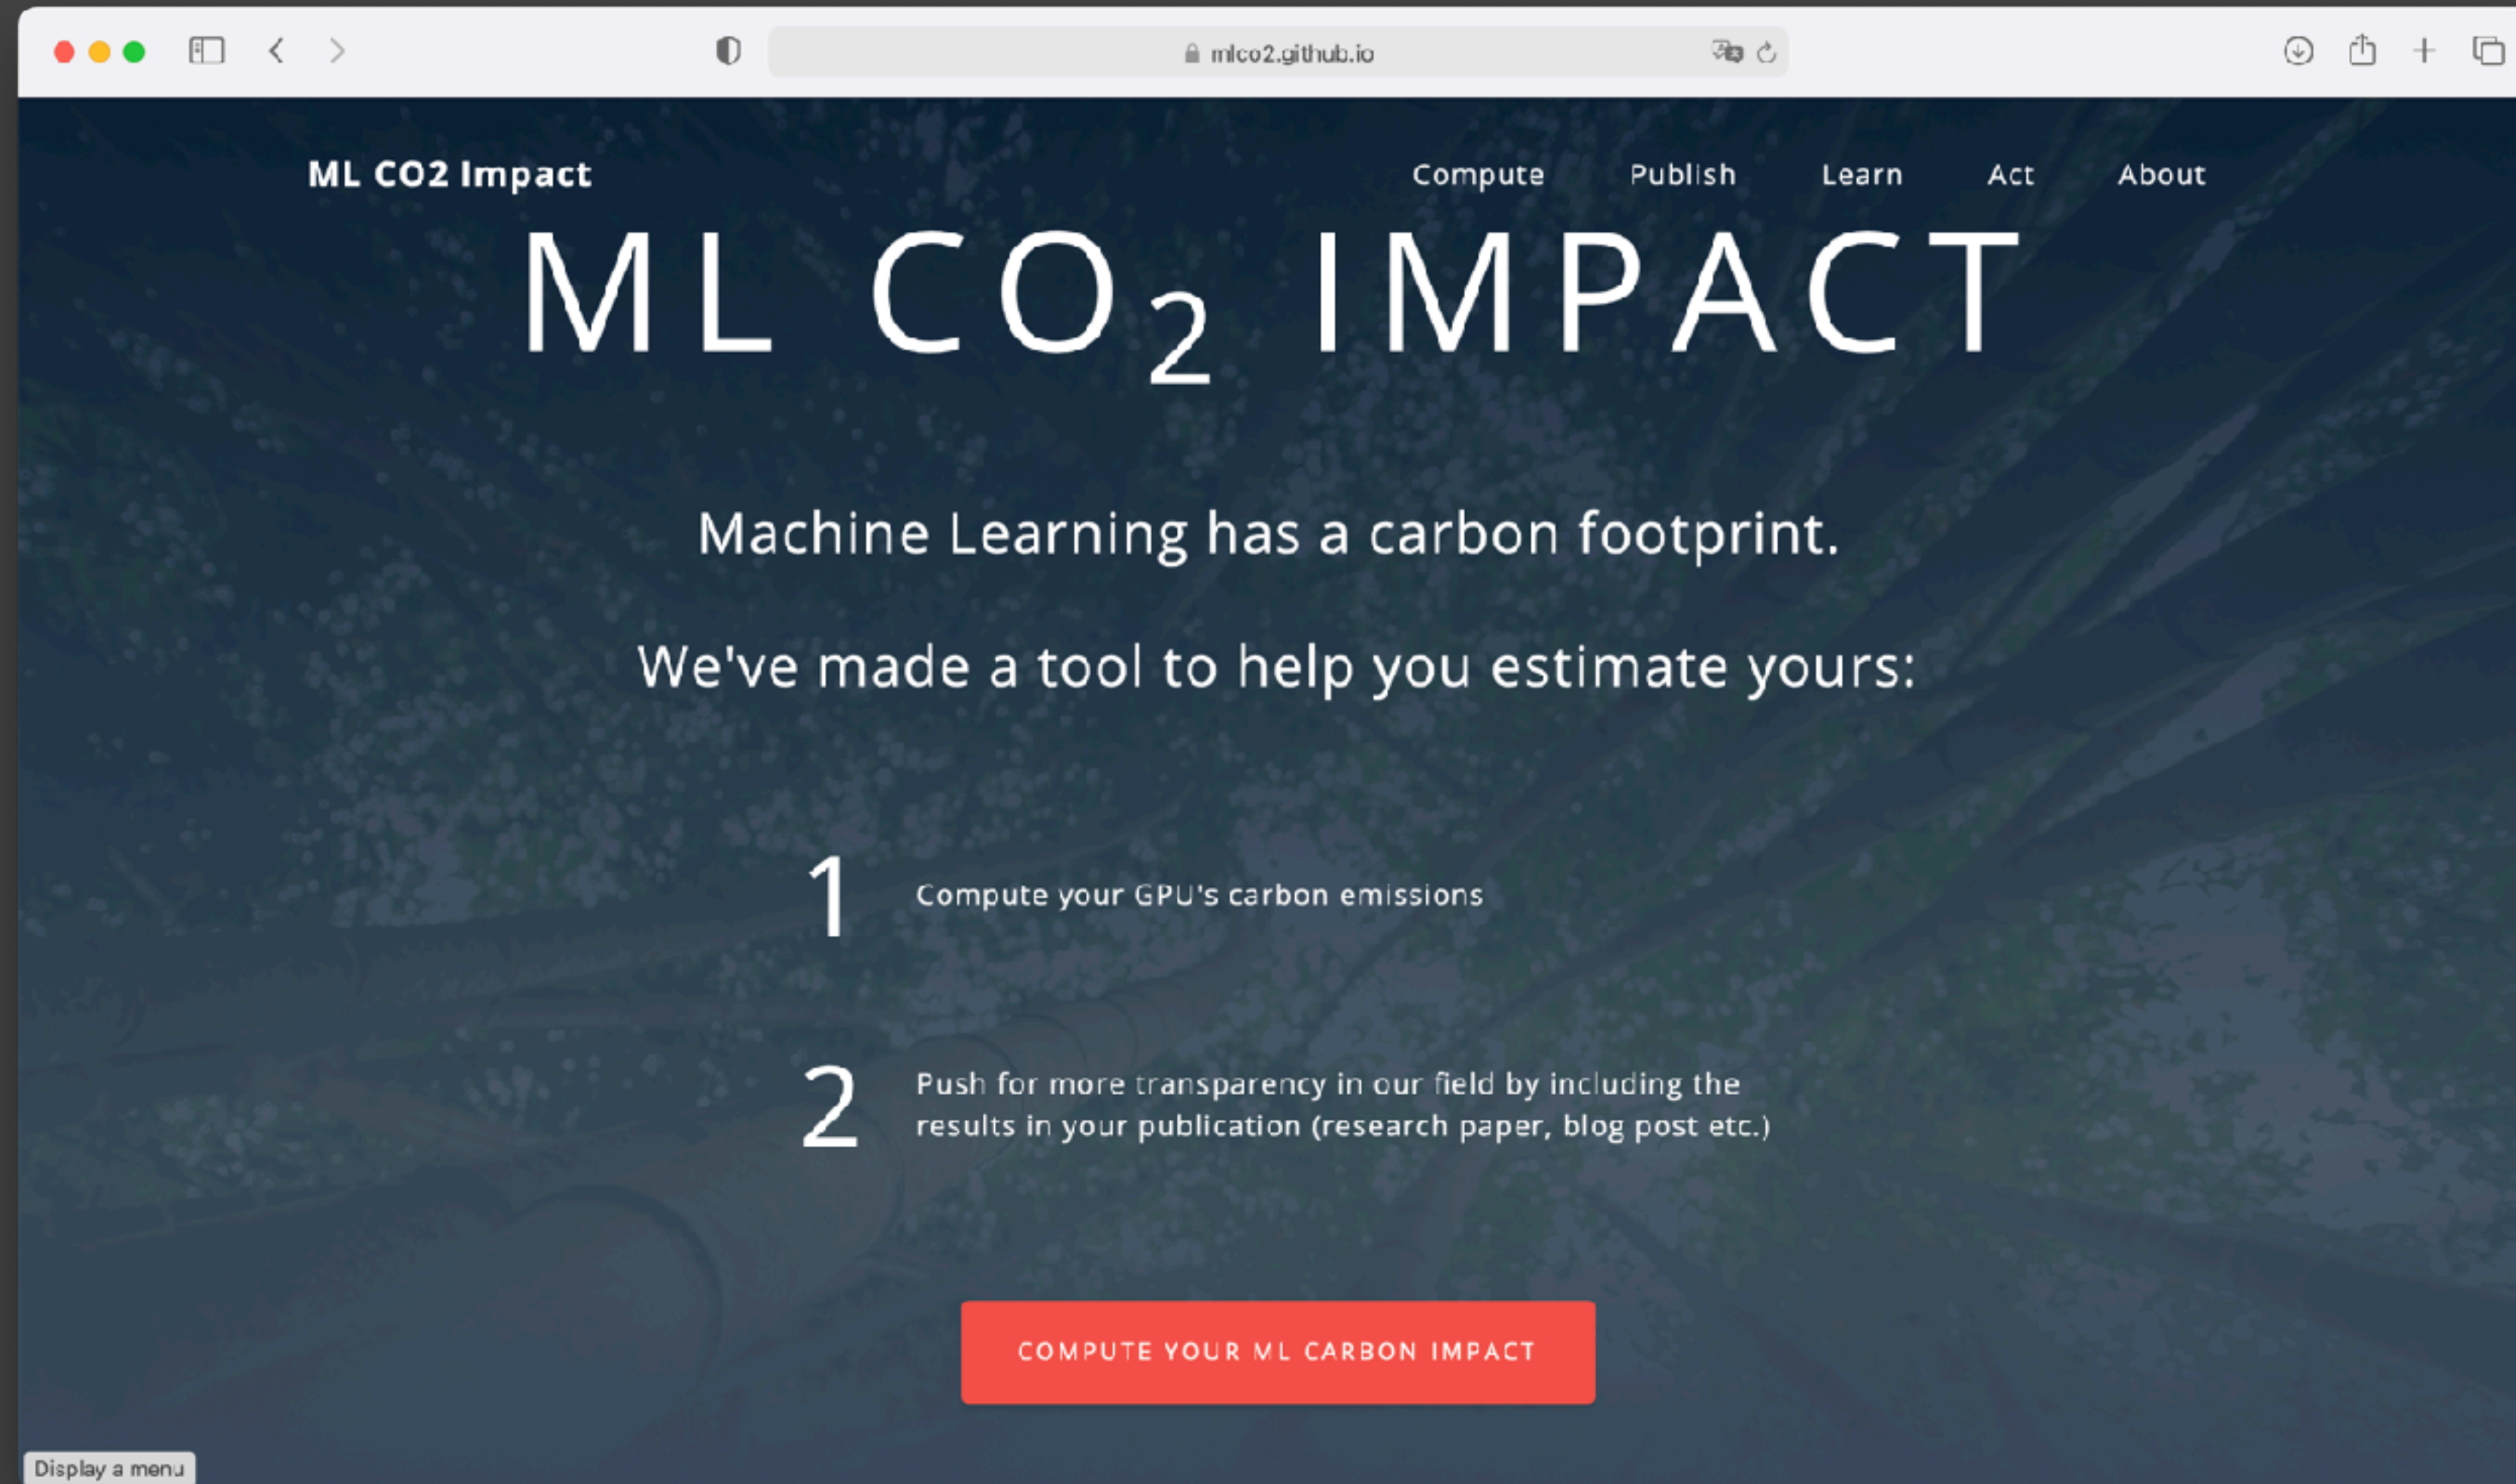 mlco2.github.io
ML CO2 Impact
Compute Publish Learn Act About
ML CO₂ IMPACT
Machine Learning has a carbon footprint.
We've made a tool to help you estimate yours:
1 Compute your GPU's carbon emissions
2 Push for more transparency in our field by including the
results in your publication (research paper, blog post etc.)
COMPUTE YOUR ML CARBON IMPACT
Display a menu